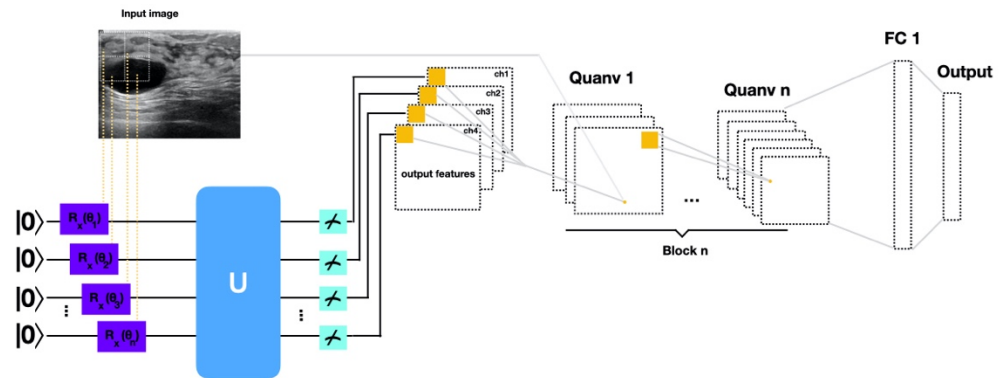 Input image
ch1
ch2
ch3
ch4
output features
Quanv 1
Quanv n
FC 1
Output
...
Block n
|0⟩ Rₓ(θ₁)
|0⟩ Rₓ(θ₂)
|0⟩ Rₓ(θ₃)
|0⟩ Rₓ(θₙ)
U